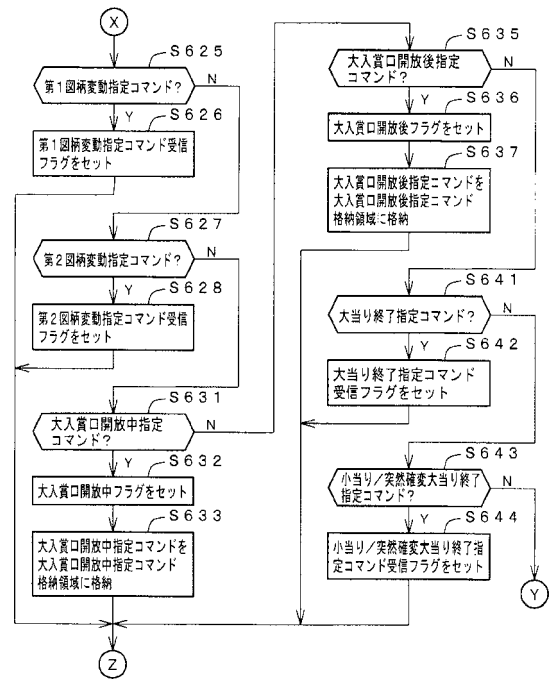 X
S625
第1図柄変動指定コマンド?
N
Y
S626
第1図柄変動指定コマンド受信
フラグをセット
S627
第2図柄変動指定コマンド?
N
Y
S628
第2図柄変動指定コマンド受信
フラグをセット
S631
大入賞口開放中指定
コマンド?
N
Y
S632
大入賞口開放中フラグをセット
S633
大入賞口開放中指定コマンドを
大入賞口開放中指定コマンド
格納領域に格納
Z
S635
大入賞口開放後指定
コマンド?
N
Y
S636
大入賞口開放後フラグをセット
S637
大入賞口開放後指定コマンドを
大入賞口開放後指定コマンド
格納領域に格納
S641
大当り終了指定コマンド?
N
Y
S642
大当り終了指定コマンド
受信フラグをセット
S643
小当り/突然確変大当り終了
指定コマンド?
N
Y
S644
小当り/突然確変大当り終了指
定コマンド受信フラグをセット
Y